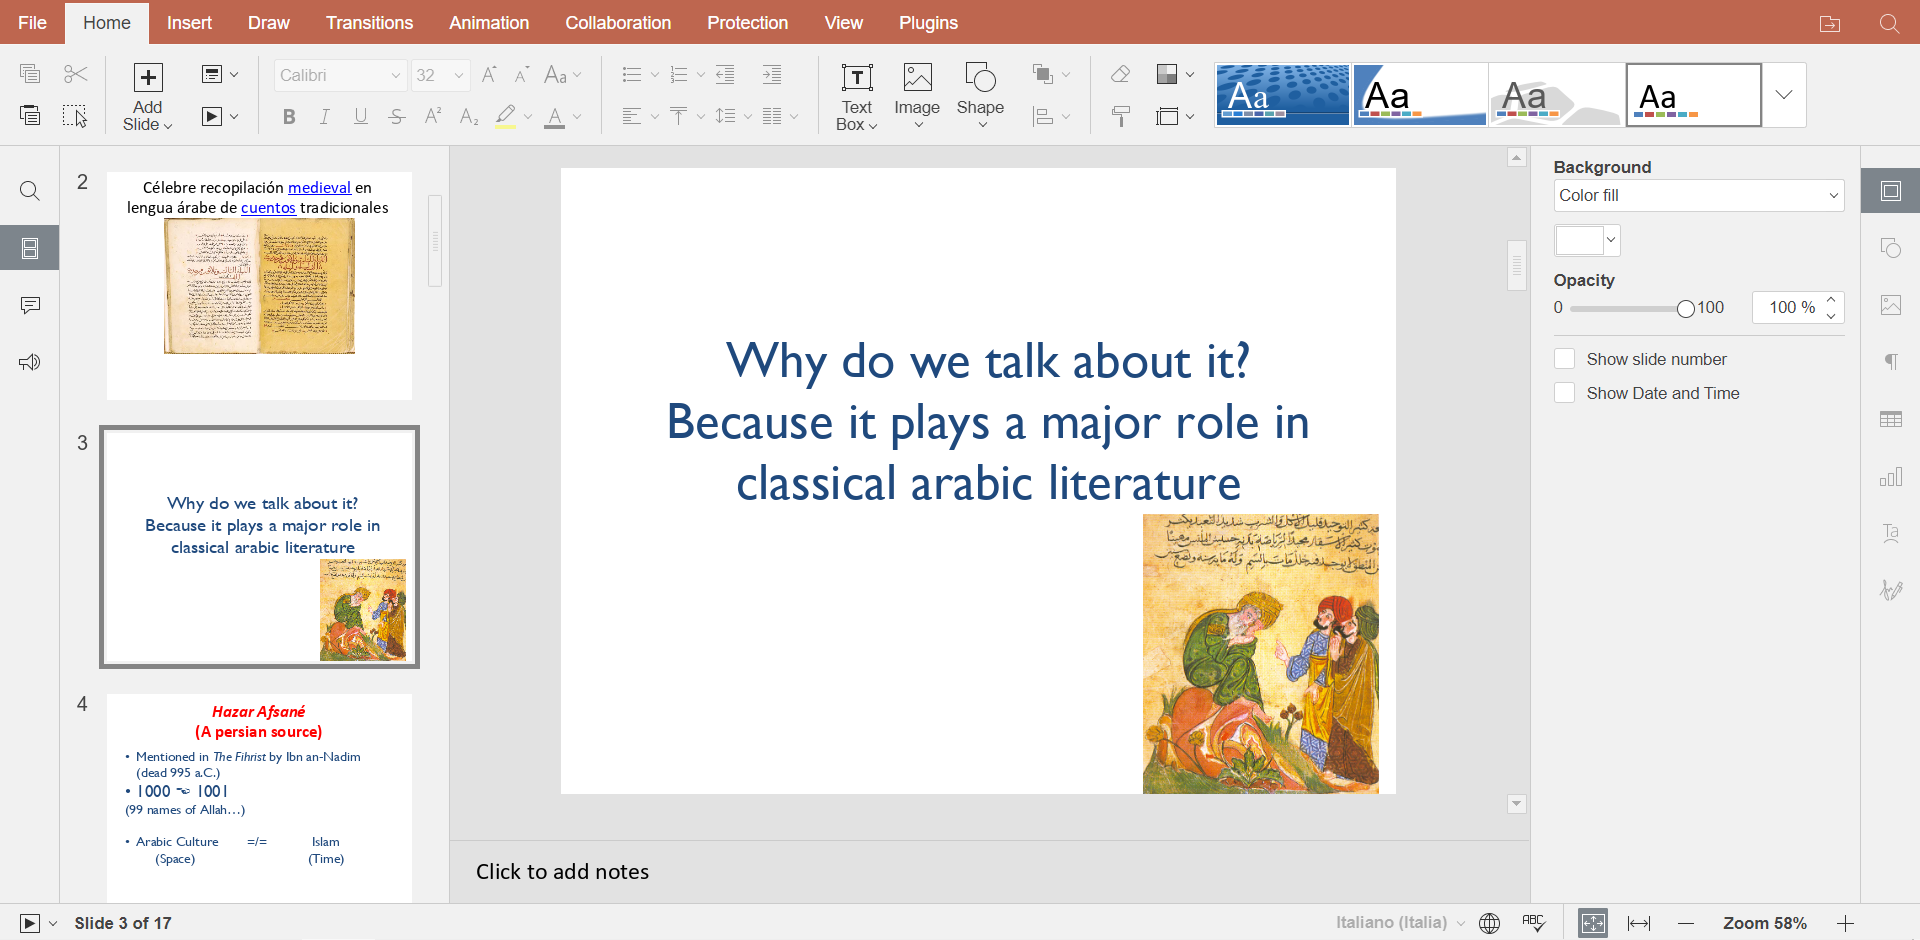 File Home Insert Draw Transitions Animation Collaboration Protection View Plugins
Calibri 32 Aa
Add
Slide
B I U S A² A₂ A
Text
Box
Image
Shape
Aa Aa Aa Aa
2
Célebre recopilación medieval en
lengua árabe de cuentos tradicionales
3
Why do we talk about it?
Because it plays a major role in
classical arabic literature
4
Hazar Afsané
(A persian source)
• Mentioned in The Fihrist by Ibn an-Nadim
(dead 995 a.C.)
• 1000 1001
(99 names of Allah…)
• Arabic Culture =/= Islam
(Space) (Time)
Why do we talk about it?
Because it plays a major role in
classical arabic literature
Click to add notes
Background
Color fill
Opacity
0 100 100 %
Show slide number
Show Date and Time
Slide 3 of 17
Italiano (Italia)
ABC
Zoom 58%